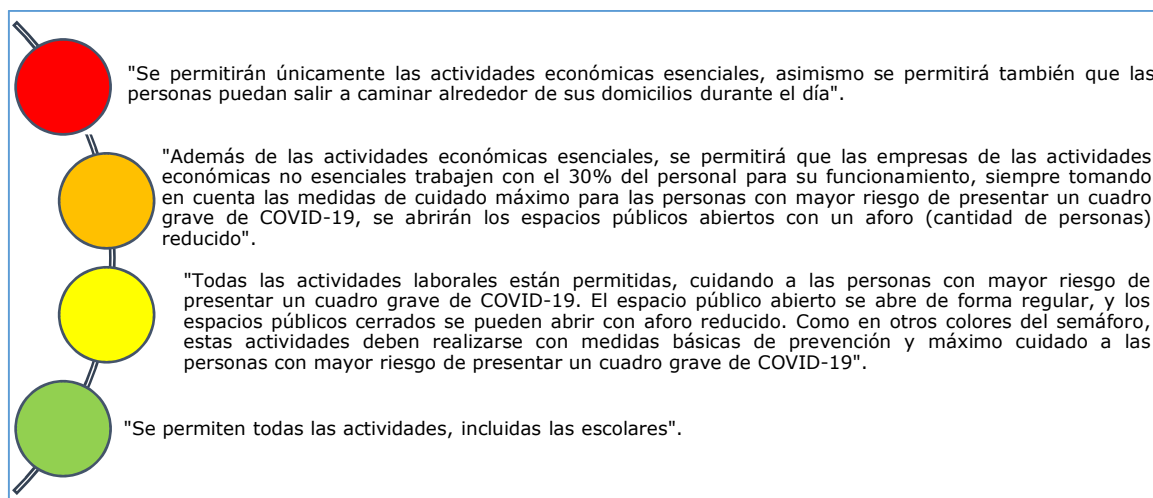 "Se permitirán únicamente las actividades económicas esenciales, asimismo se permitirá también que las
personas puedan salir a caminar alrededor de sus domicilios durante el día".
"Además de las actividades económicas esenciales, se permitirá que las empresas de las actividades
económicas no esenciales trabajen con el 30% del personal para su funcionamiento, siempre tomando
en cuenta las medidas de cuidado máximo para las personas con mayor riesgo de presentar un cuadro
grave de COVID-19, se abrirán los espacios públicos abiertos con un aforo (cantidad de personas)
reducido".
"Todas las actividades laborales están permitidas, cuidando a las personas con mayor riesgo de
presentar un cuadro grave de COVID-19. El espacio público abierto se abre de forma regular, y los
espacios públicos cerrados se pueden abrir con aforo reducido. Como en otros colores del semáforo,
estas actividades deben realizarse con medidas básicas de prevención y máximo cuidado a las
personas con mayor riesgo de presentar un cuadro grave de COVID-19".
"Se permiten todas las actividades, incluidas las escolares".